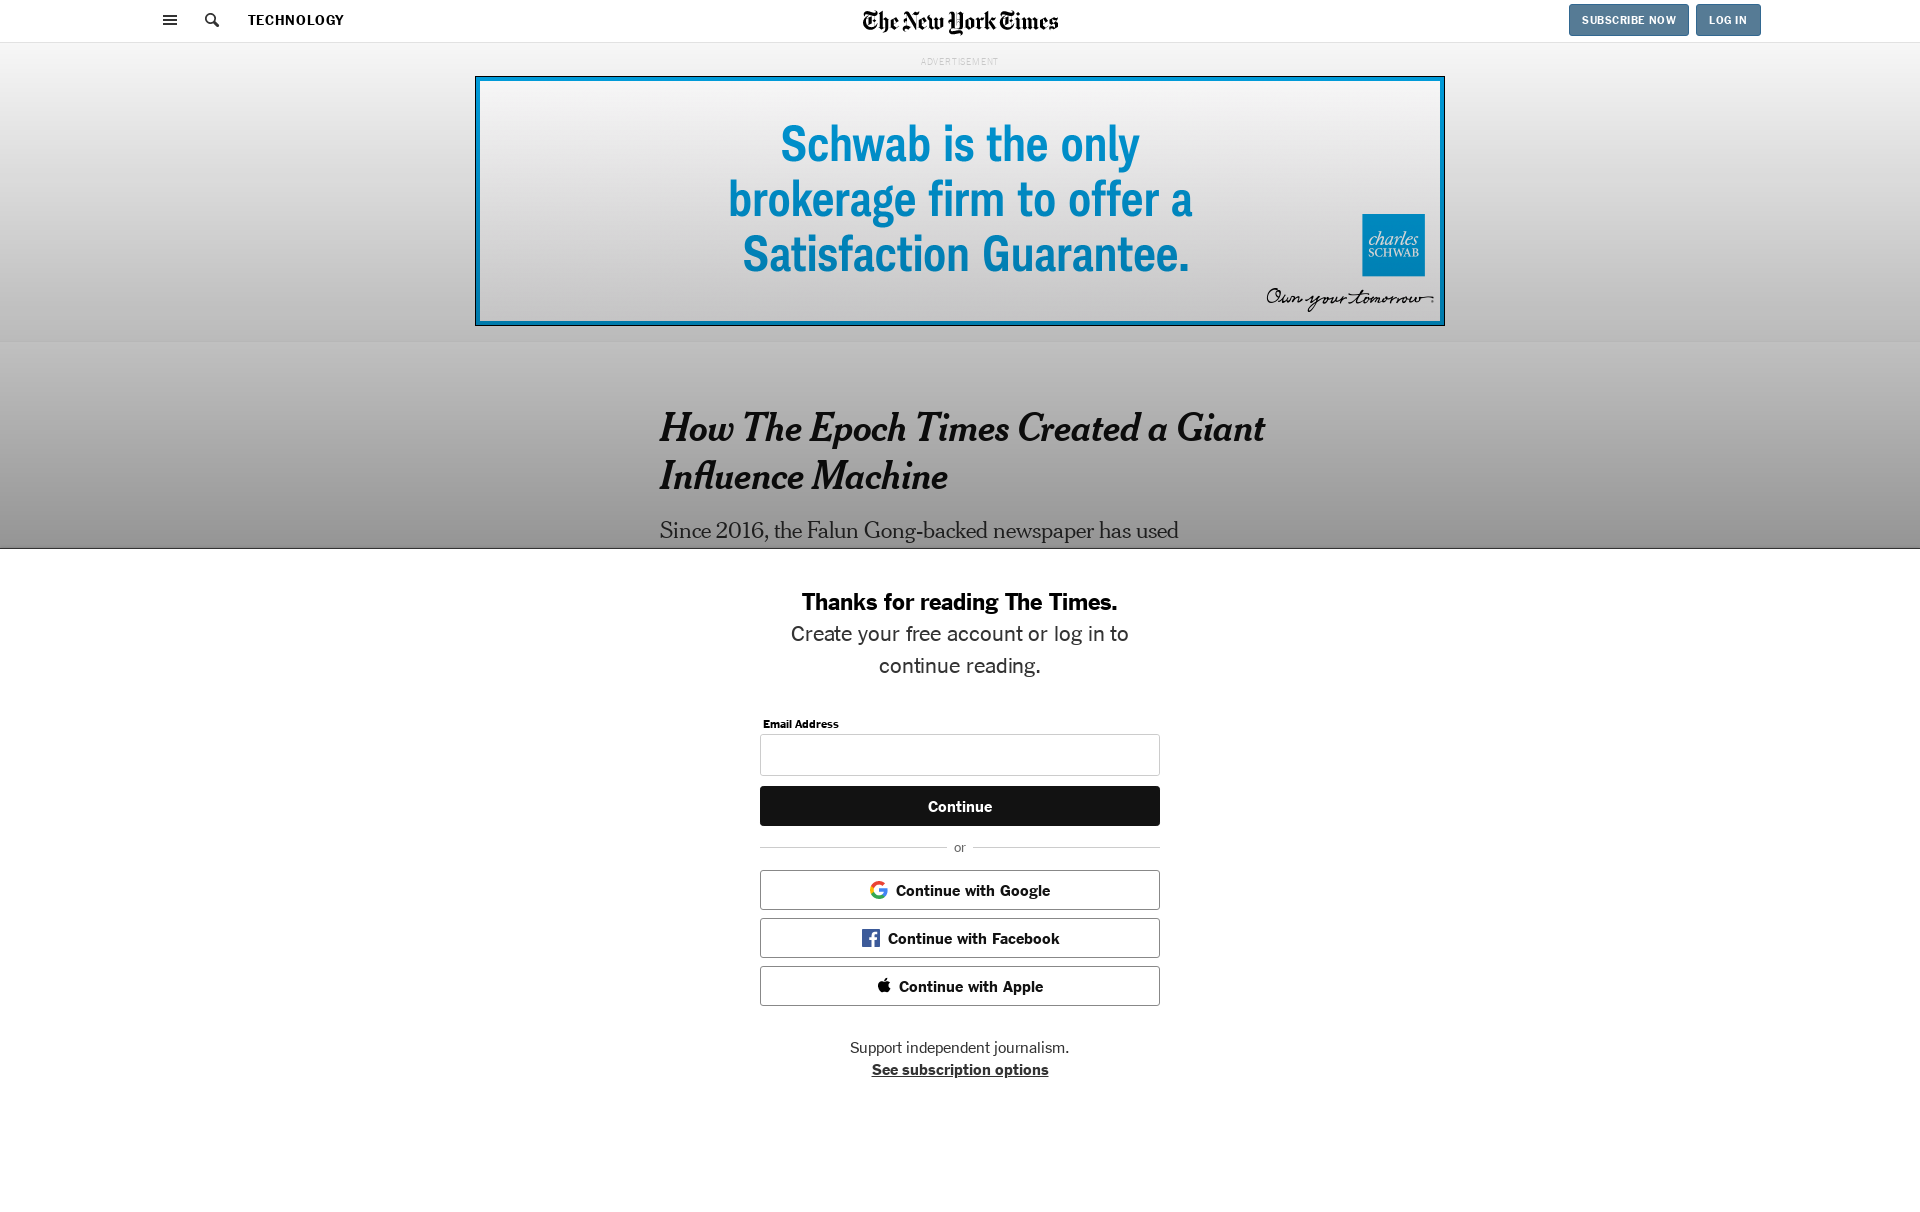 TECHNOLOGY
The New York Times
SUBSCRIBE NOW
LOG IN
ADVERTISEMENT
Schwab is the only
brokerage firm to offer a
Satisfaction Guarantee.
charles
SCHWAB
Own your tomorrow
How The Epoch Times Created a Giant
Influence Machine
Since 2016, the Falun Gong-backed newspaper has used
Thanks for reading The Times.
Create your free account or log in to
continue reading.
Email Address
Continue
or
Continue with Google
Continue with Facebook
Continue with Apple
Support independent journalism.
See subscription options